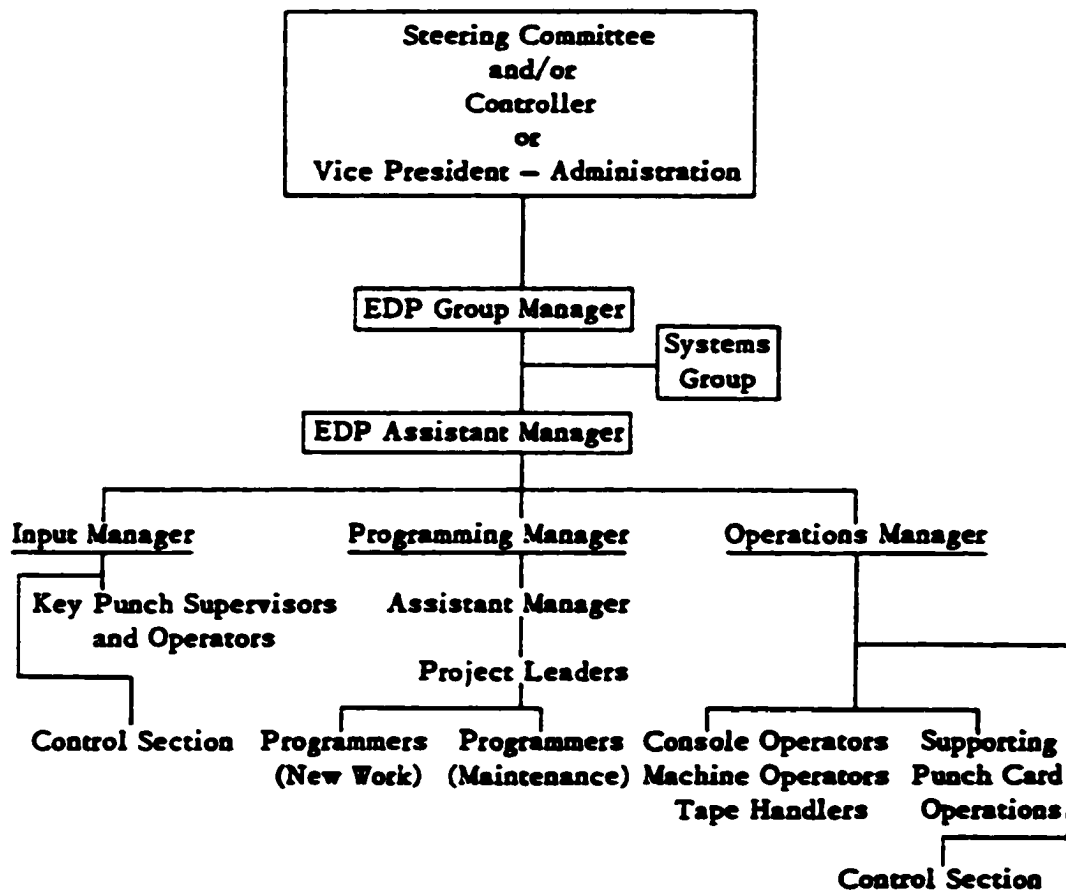 Steering Committee
and/or
Controller
or
Vice President – Administration
EDP Group Manager
Systems
Group
EDP Assistant Manager
Input Manager
Programming Manager
Operations Manager
Key Punch Supervisors
and Operators
Assistant Manager
Project Leaders
Control Section
Programmers
(New Work)
Programmers
(Maintenance)
Console Operators
Machine Operators
Tape Handlers
Supporting
Punch Card
Operations
Control Section